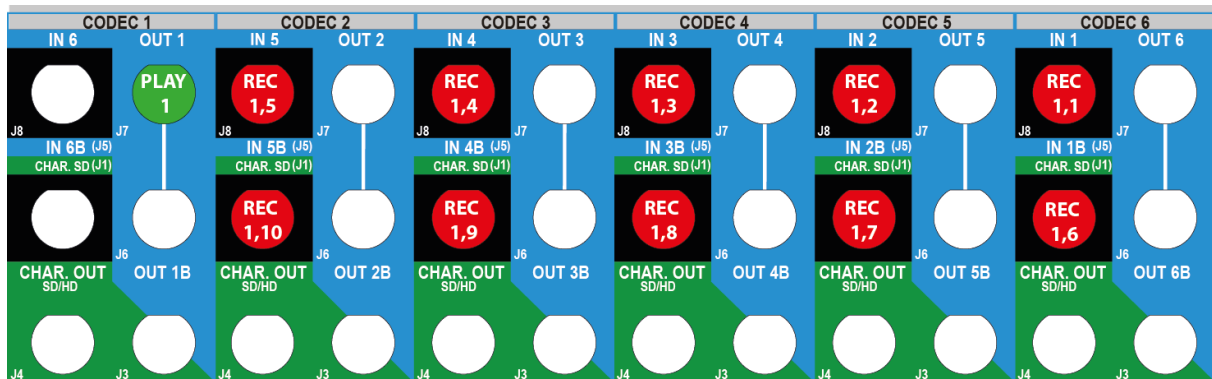 CODEC 1 CODEC 2 CODEC 3 CODEC 4 CODEC 5 CODEC 6
IN 6 OUT 1 IN 5 OUT 2 IN 4 OUT 3 IN 3 OUT 4 IN 2 OUT 5 IN 1 OUT 6
PLAY REC REC REC REC REC
1 1,5 1,4 1,3 1,2 1,1
J8 J7 J8 J7 J8 J7 J8 J7 J8 J7 J8 J7
IN 6B (J5) IN 5B (J5) IN 4B (J5) IN 3B (J5) IN 2B (J5) IN 1B (J5)
CHAR. SD (J1) CHAR. SD (J1) CHAR. SD (J1) CHAR. SD (J1) CHAR. SD (J1) CHAR. SD (J1)
REC REC REC REC REC
1,10 1,9 1,8 1,7 1,6
J6 J6 J6 J6 J6 J6
CHAR. OUT OUT 1B CHAR. OUT OUT 2B CHAR. OUT OUT 3B CHAR. OUT OUT 4B CHAR. OUT OUT 5B CHAR. OUT OUT 6B
SD/HD SD/HD SD/HD SD/HD SD/HD SD/HD
J4 J3 J4 J3 J4 J3 J4 J3 J4 J3 J4 J3